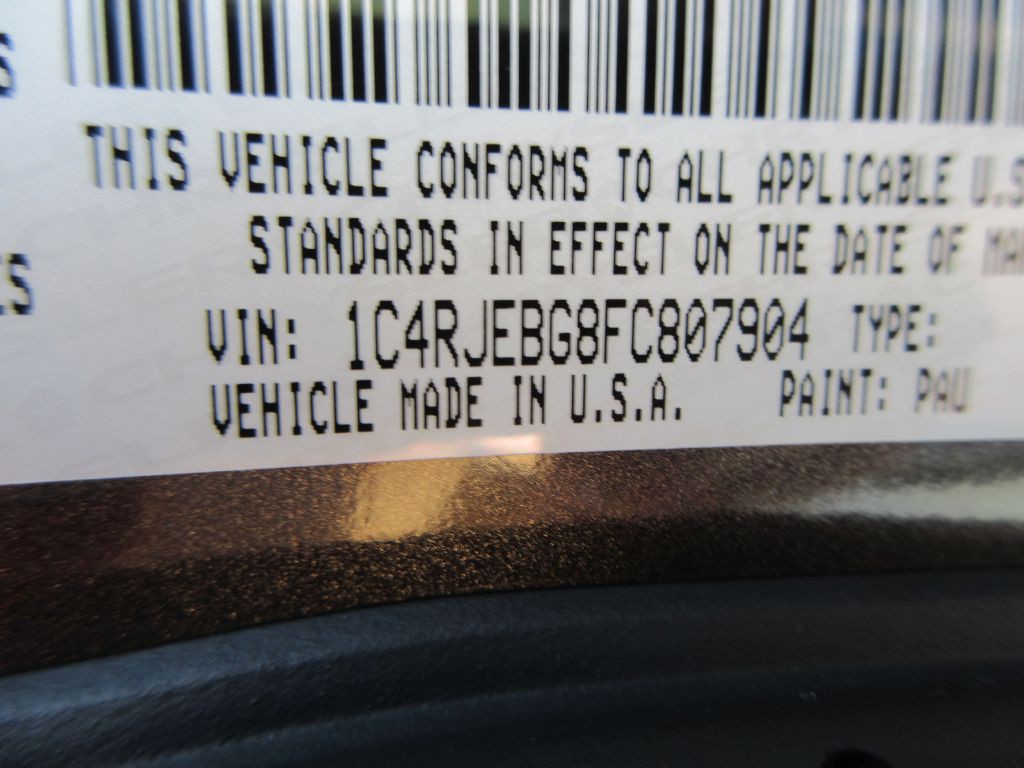 THIS VEHICLE CONFORMS TO ALL APPLICABLE U.S
STANDARDS IN EFFECT ON THE DATE OF MAN
VIN: 1C4RJEBG8FC807904 TYPE:
VEHICLE MADE IN U.S.A. PAINT: PAU